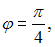 φ = π/4,